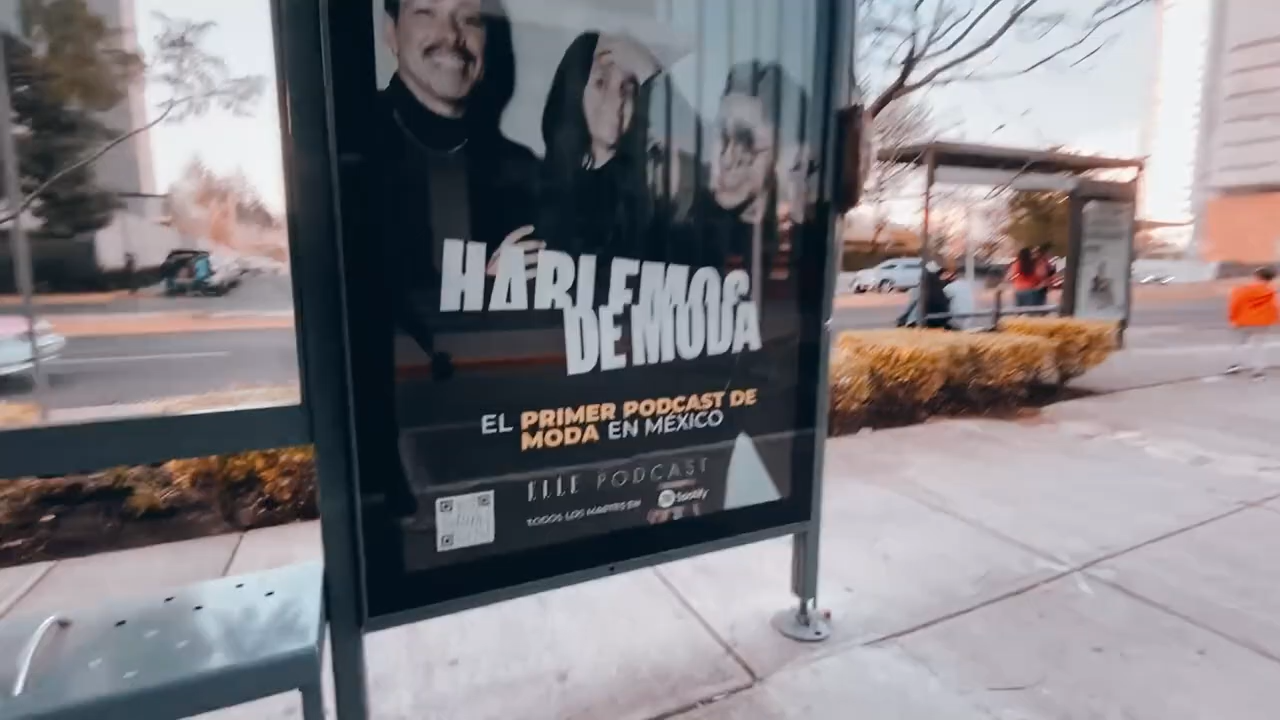 HABLEMOS
DE MODA
EL PRIMER PODCAST DE
MODA EN MÉXICO
ELLE PODCAST
TODOS LOS MARTES EN Spotify